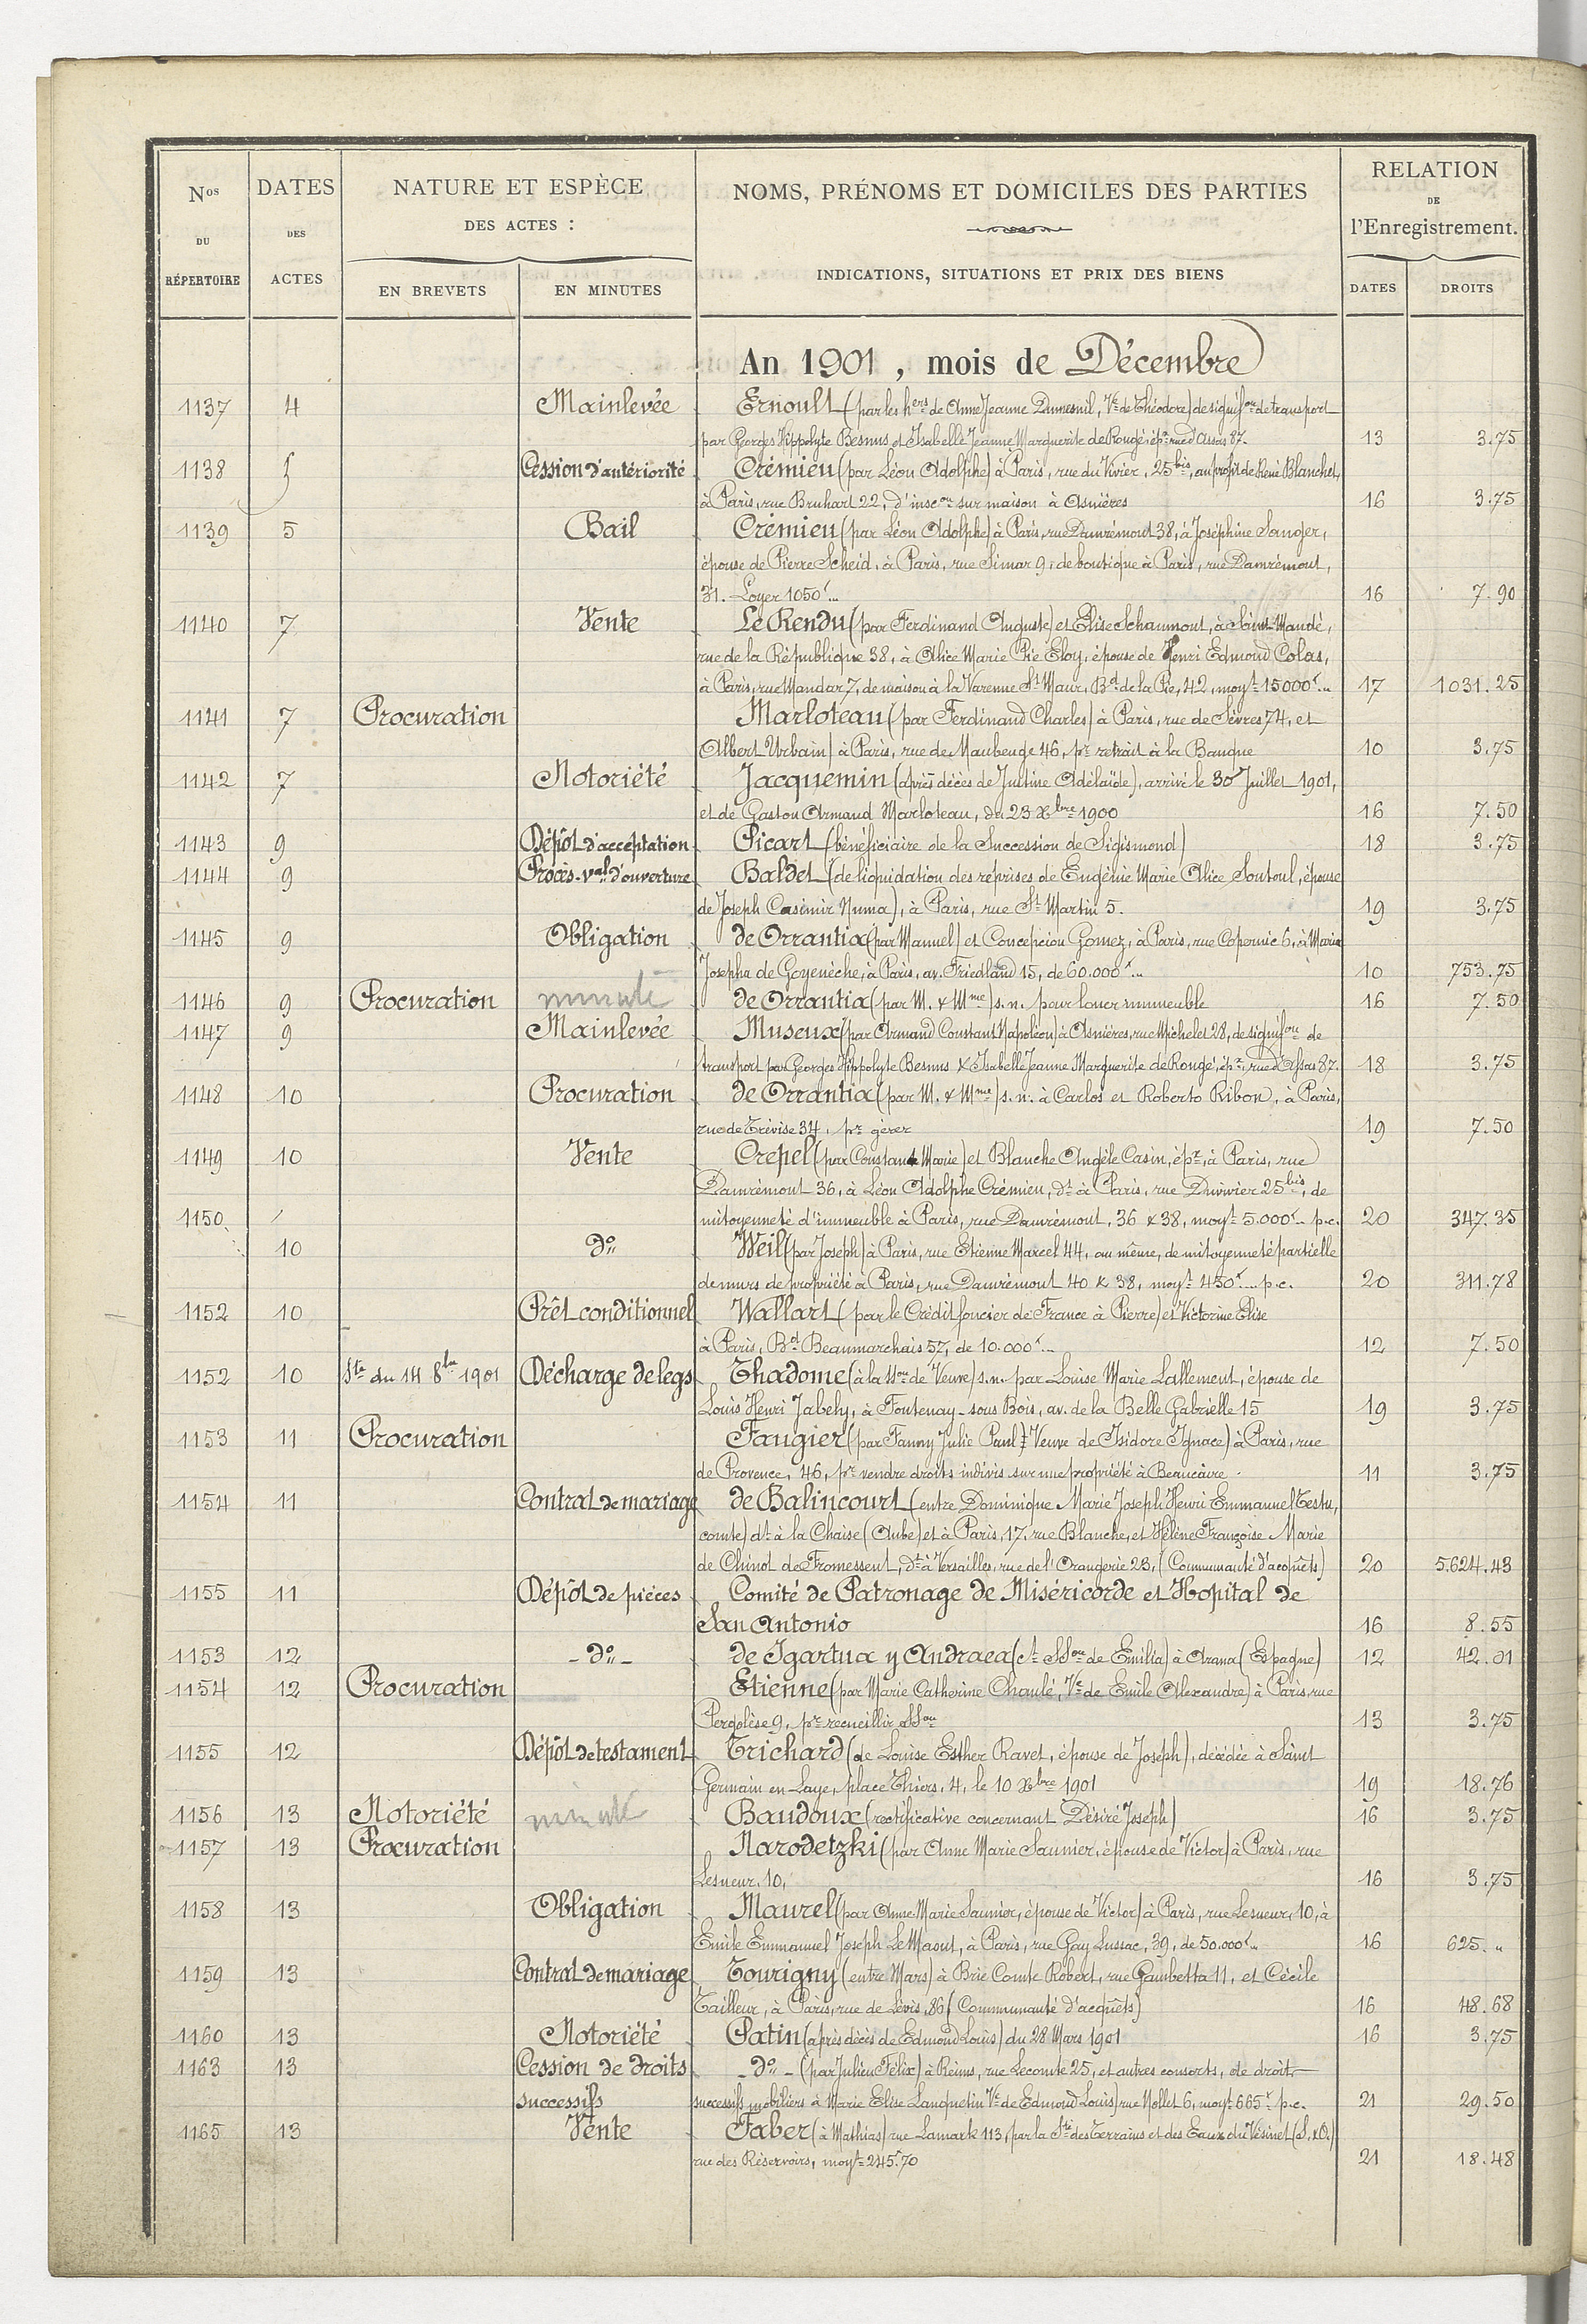 Nos DU RÉPERTOIRE
DATES DES ACTES
NATURE ET ESPÈCE DES ACTES :
EN BREVETS
EN MINUTES
NOMS, PRÉNOMS ET DOMICILES DES PARTIES
INDICATIONS, SITUATIONS ET PRIX DES BIENS
RELATION DE l'Enregistrement.
DATES
DROITS
An 1901, mois de Décembre
1137 4 Mainlevée Ernoult (par les hers de Anne Jeanne Dumesnil, Ve de Théodore) de signifon de transport
par Georges Hippolyte Besnus et Isabelle Jeanne Marguerite de Rougé, épx rue d'Assas 87. 13 3.75
1138 5 Cession d'antériorité Crémieu (par Léon Adolphe) à Paris, rue du Vivier, 25bis, au profit de René Blanchet,
à Paris, rue Bruhart 22, d'inscon sur maison à Asnières 16 3.75
1139 5 Bail Crémieu (par Léon Adolphe) à Paris, rue Damrémont 38, à Joséphine Sanger,
épouse de Pierre Scheid, à Paris, rue Simar 9, de boutique à Paris, rue Damrémont,
31. Loyer 1050f.. 16 7.90
1140 7 Vente Le Rendu (par Ferdinand Auguste) et Elise Schaumont, à Saint Mandé,
rue de la République 38, à Alice Marie Pie Eloy, épouse de Henri Edmond Colas,
à Paris, rue Mandar 7, de maison à la Varenne St Maur, Bd de la Pie, 42, moyt 15000f.. 17 1031.25
1141 7 Procuration Marloteau (par Ferdinand Charles) à Paris, rue de Sèvres 74, et
Albert Urbain) à Paris, rue de Maubeuge 46, pr retrait à la Banque 10 3.75
1142 7 Notoriété Jacquemin (après décès de Justine Adélaïde), arrivé le 30 Juillet 1901,
et de Gaston Armand Marloteau, du 23 Xbre 1900 16 7.50
1143 9 Dépôt d'acceptation Picart (bénéficiaire de la Succession de Sigismond) 18 3.75
1144 9 Procès-val d'ouverture Baldet (de liquidation des reprises de Eugénie Marie Alice Soutoul, épouse
de Joseph Casimir Numa), à Paris, rue St Martin 5. 19 3.75
1145 9 Obligation de Orrantia (par Manuel) et Concepcion Gomez, à Paris, rue Copernic 6, à Maria
Josepha de Goyenèche, à Paris, av. Friedland 15, de 60.000f.. 10 753.75
1146 9 Procuration minute de Orrantia (par M. & Mme) s.n. pour louer immeuble 16 7.50
1147 9 Mainlevée Museux (par Armand Constant Napoléon) à Asnières, rue Michelet 28, de signifon de
transport par Georges Hippolyte Besnus & Isabelle Jeanne Marguerite de Rougé, épx, rue d'Assas 87. 18 3.75
1148 10 Procuration de Orrantia (par M. & Mme) s.n. à Carlos et Roberto Ribon, à Paris,
rue de Trévise 34, pr gérer 19 7.50
1149 10 Vente Crepel (par Constant Marie) et Blanche Angèle Casin, épx, à Paris, rue
Damrémont 36, à Léon Adolphe Crémieu, dt à Paris, rue Duvivier 25bis, de
1150 mitoyenneté d'immeuble à Paris, rue Damrémont, 36 & 38, moyt 5.000f.. p.c. 20 347.35
10 do Weil (par Joseph) à Paris, rue Etienne Marcel 44, au même, de mitoyenneté partielle
de murs de propriété à Paris, rue Damrémont 40 & 38, moyt 450f... p.c. 20 311.78
1152 10 Prêt conditionnel Wallart (par le Crédit foncier de France à Pierre) et Victorine Elise
à Paris, Bd Beaumarchais 57, de 10.000f.. 12 7.50
1152 10 Ste du 14 8bre 1901 Décharge de legs Thadome (à la sson de Veuve) s.n. par Louise Marie Lallement, épouse de
Louis Henri Jabely, à Fontenay-sous Bois, av. de la Belle Gabrielle 15 19 3.75
1153 11 Procuration Faugier (par Fanny Julie Paul, Veuve de Isidore Ignace) à Paris, rue
de Provence, 46, pr vendre droits indivis sur une propriété à Beaucaire. 11 3.75
1154 11 Contrat de mariage de Balincourt (entre Dominique Marie Joseph Henri Emmanuel Testu,
comte) dt à la Chaise (Aube) et à Paris, 17, rue Blanche, et Hélène Françoise Marie
de Chinot de Fromessent, dt à Versailles, rue de l'Orangerie 23, (Communauté d'acquêts) 20 5.624.43
1155 11 Dépôt de pièces Comité de Patronage de Miséricorde et Hopital de
San Antonio 16 8.55
1153 12 -do- de Igartua y Andraea (Ct SSon de Emilia) à Arana (Espagne) 12 42.01
1154 12 Procuration Etienne (par Marie Catherine Chaulé, Ve de Emile Alexandre) à Paris, rue
Pergolèse 9, pr recueillir sson 13 3.75
1155 12 Dépôt de testament Trichard (de Louise Esther Ravet, épouse de Joseph), décédée à Saint
Germain en Laye, place Thiers, 4, le 10 Xbre 1901 19 18.76
1156 13 Notoriété minute Baudoux (rectificative concernant Désiré Joseph) 16 3.75
1157 13 Procuration Narodetzki (par Anne Marie Saunier, épouse de Victor) à Paris, rue
Lesueur, 10, 16 3.75
1158 13 Obligation Maurel (par Anne Marie Saunier, épouse de Victor) à Paris, rue Lesueur, 10, à
Emile Emmanuel Joseph Le Maout, à Paris, rue Gay Lussac, 39, de 50.000f.. 16 625. "
1159 13 Contrat de mariage Tourigny (entre Mars) à Brie Comte Robert, rue Gambetta 11, et Cécile
Tailleur, à Paris, rue de Lévis, 86 (Communauté d'acquêts) 16 48.68
1160 13 Notoriété Patin (après décès de Edmond Louis) du 28 Mars 1901 16 3.75
1163 13 Cession de droits -do- (par Julien Félix) à Reims, rue Lecomte 25, et autres consorts, de droits
successifs successifs mobiliers à Marie Elise Lanquetin Ve de Edmond Louis) rue Nollet 6, moyt 665f p.c. 21 29.50
1165 13 Vente Faber (à Mathias) rue Lamark 113, par la Sté des Terrains et des Eaux du Vésinet (S.&O.)
rue des Réservoirs, moyt 245f.70 21 18.48